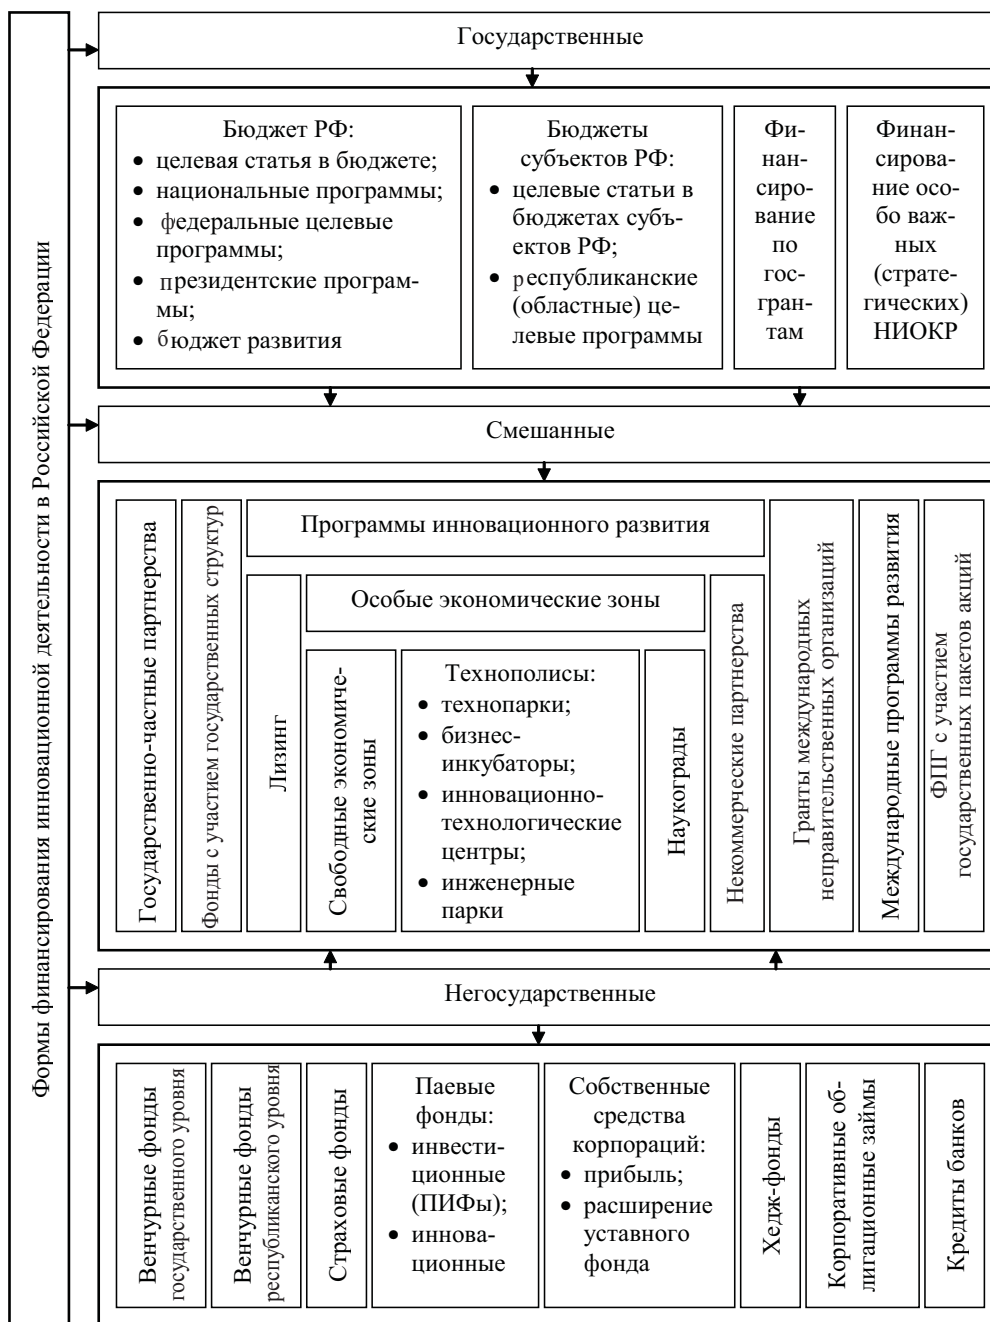 Формы финансирования инновационной деятельности в Российской Федерации
Государственные
Бюджет РФ:
• целевая статья в бюджете;
• национальные программы;
• федеральные целевые
программы;
• президентские програм-
мы;
• бюджет развития
Бюджеты
субъектов РФ:
• целевые статьи в
бюджетах субъ-
ектов РФ;
• республиканские
(областные) це-
левые программы
Фи-
нан-
сиро-
вание
по
гос-
гран-
там
Финан-
сирова-
ние осо-
бо важ-
ных
(страте-
гических)
НИОКР
Смешанные
Государственно-частные партнерства
Фонды с участием государственных структур
Программы инновационного развития
Лизинг
Особые экономические зоны
Свободные экономиче-
ские зоны
Технополисы:
• технопарки;
• бизнес-
инкубаторы;
• инновационно-
технологические
центры;
• инженерные
парки
Наукограды
Некоммерческие партнерства
Гранты международных
неправительственных организаций
Международные программы развития
ФПГ с участием
государственных пакетов акций
Негосударственные
Венчурные фонды
государственного уровня
Венчурные фонды
республиканского уровня
Страховые фонды
Паевые
фонды:
• инвести-
ционные
(ПИФы);
• иннова-
ционные
Собственные
средства
корпораций:
• прибыль;
• расширение
уставного
фонда
Хедж-фонды
Корпоративные об-
лигационные займы
Кредиты банков